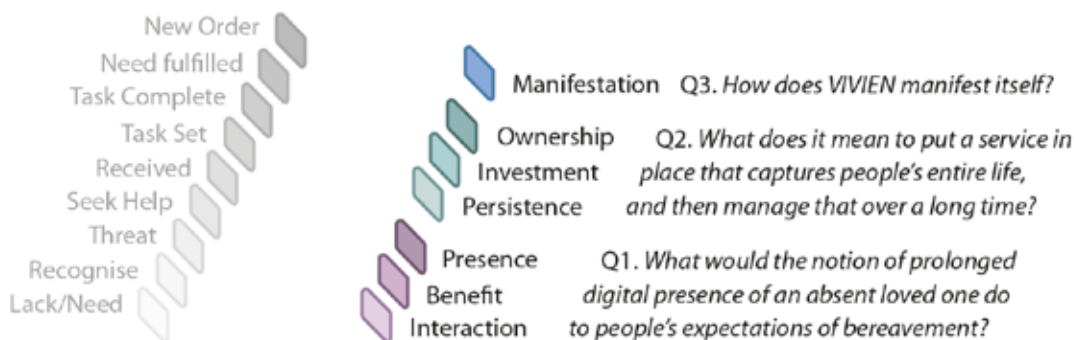 New Order
Need fulfilled
Task Complete
Task Set
Received
Seek Help
Threat
Recognise
Lack/Need
Manifestation Q3. How does VIVIEN manifest itself?
Ownership Q2. What does it mean to put a service in
Investment place that captures people's entire life,
Persistence and then manage that over a long time?
Presence Q1. What would the notion of prolonged
Benefit digital presence of an absent loved one do
Interaction to people's expectations of bereavement?